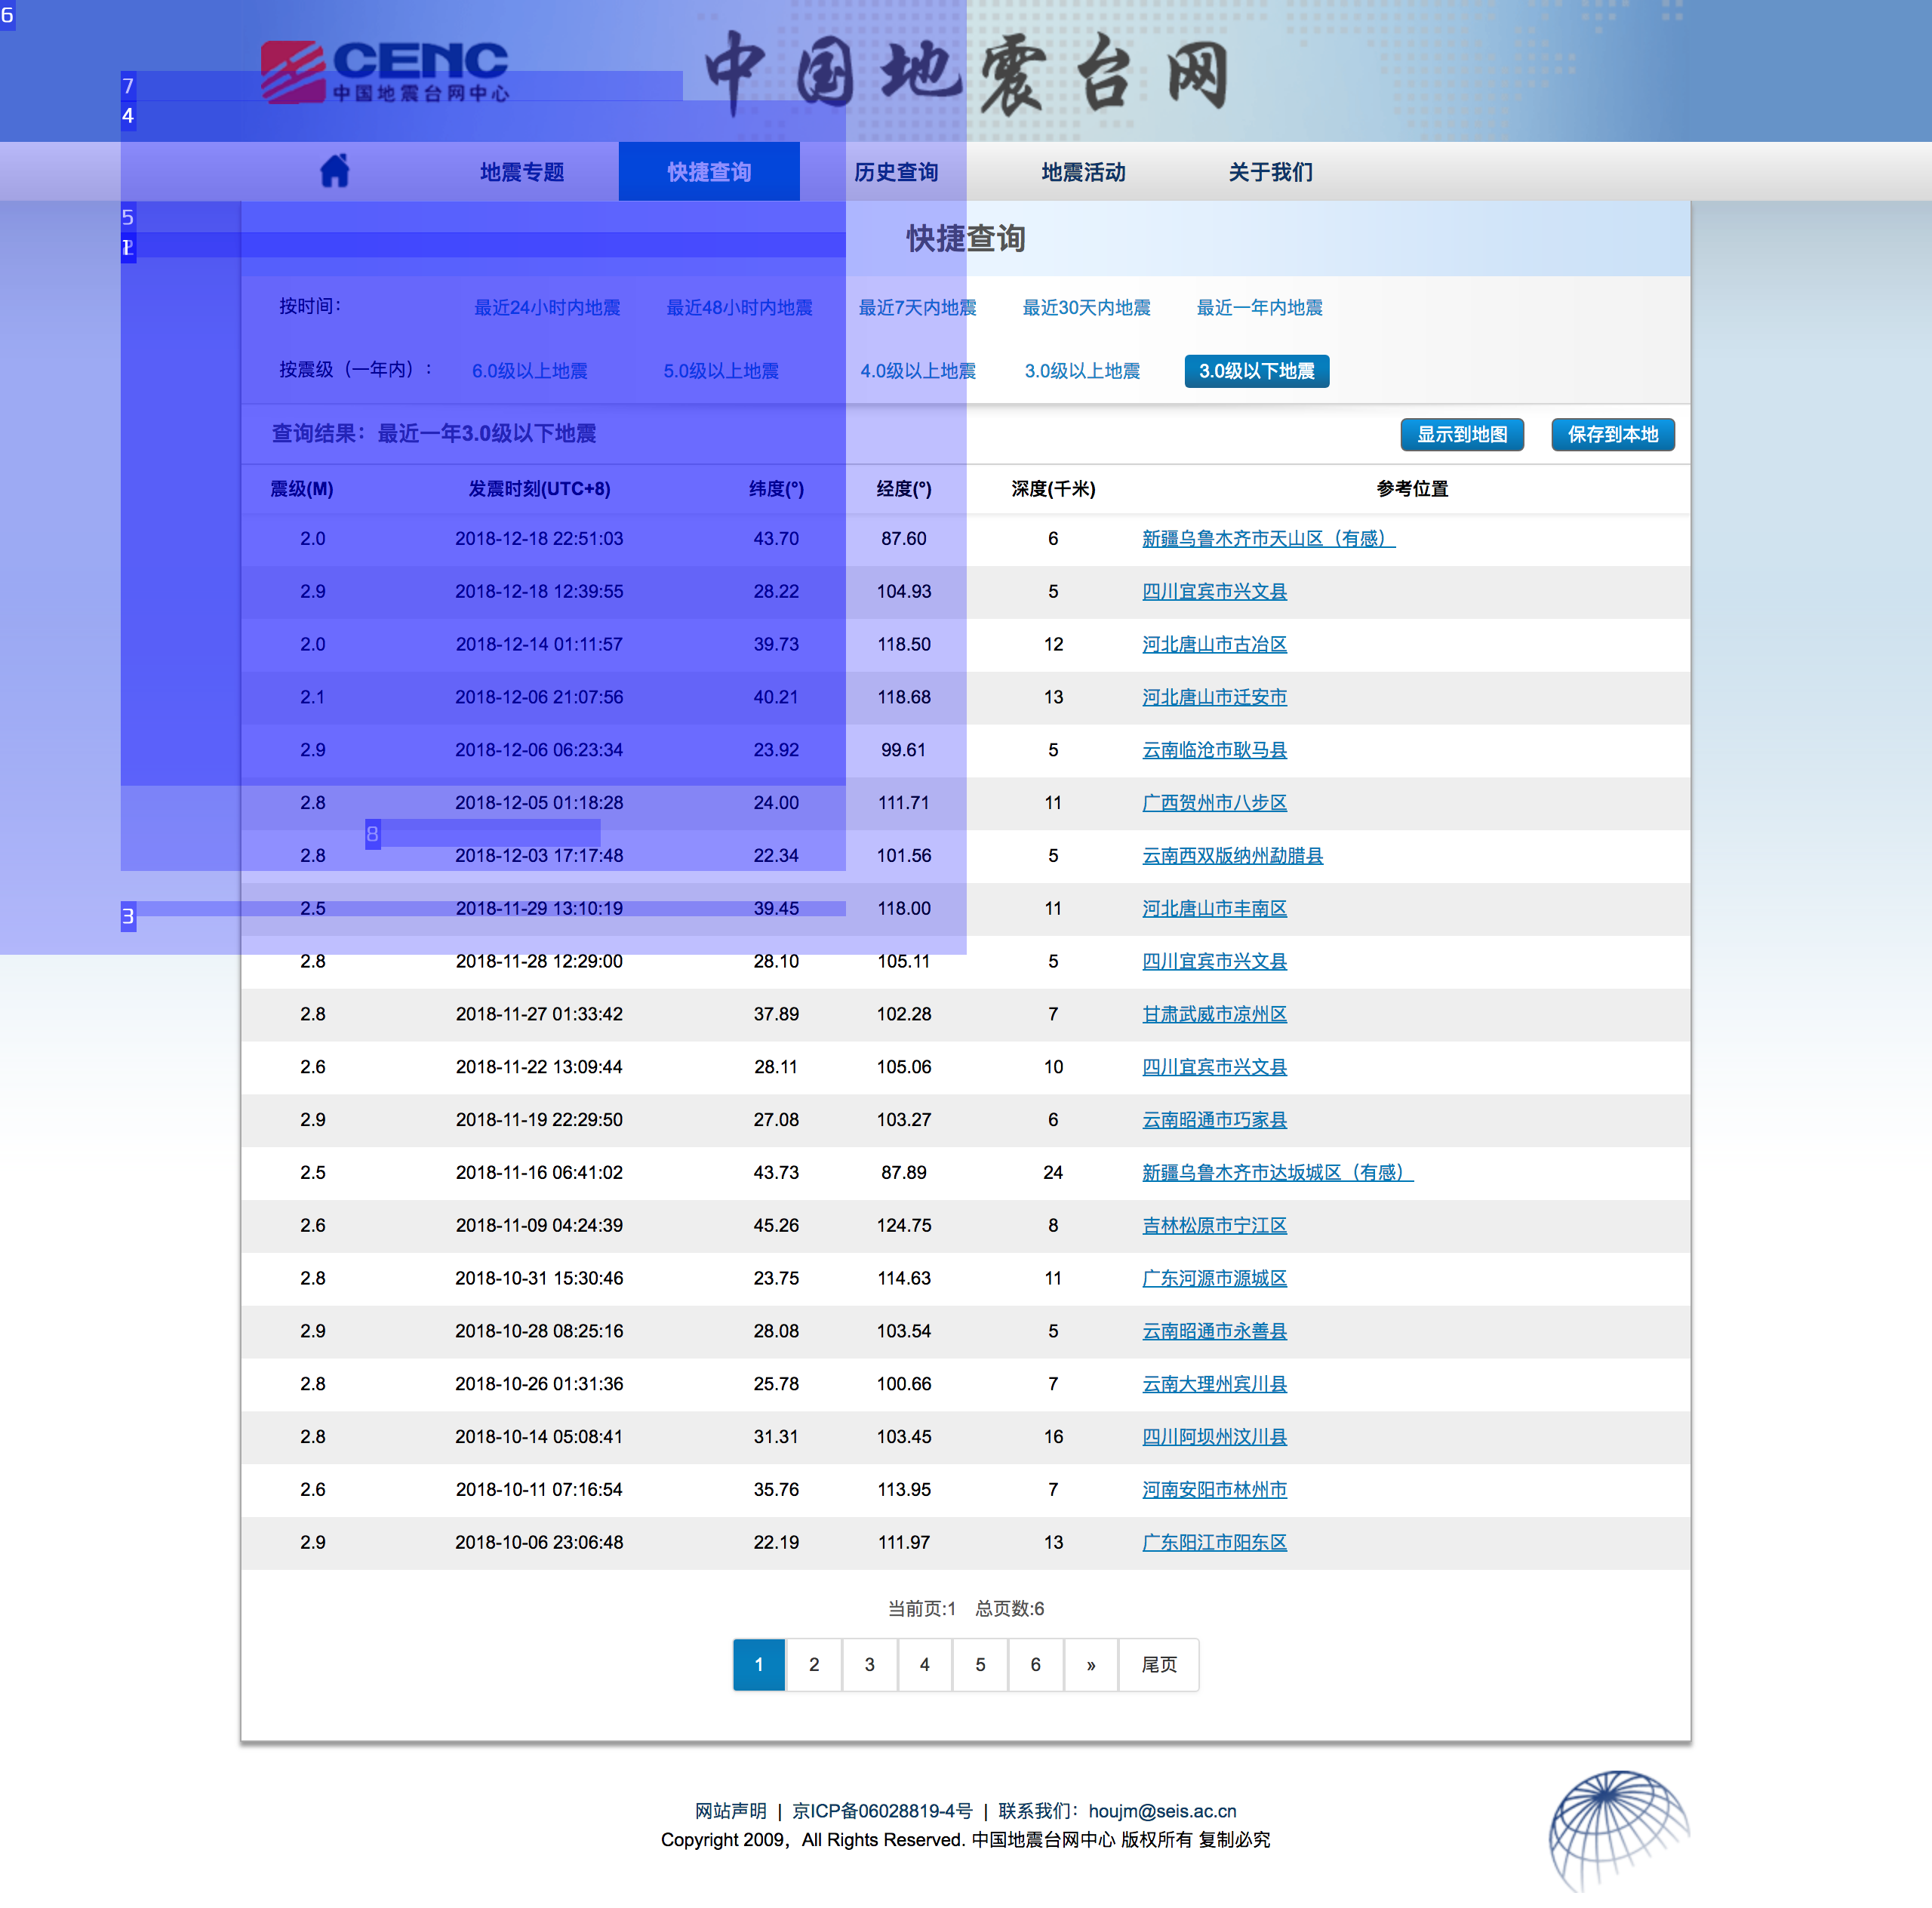 6
CENC
中国地震台网中心
中国地震台网
7
4
地震专题 快捷查询 历史查询 地震活动 关于我们
5
快捷查询
按时间： 最近24小时内地震 最近48小时内地震 最近7天内地震 最近30天内地震 最近一年内地震
按震级（一年内）： 6.0级以上地震 5.0级以上地震 4.0级以上地震 3.0级以上地震 3.0级以下地震
查询结果：最近一年3.0级以下地震 显示到地图 保存到本地
震级(M) 发震时刻(UTC+8) 纬度(°) 经度(°) 深度(千米) 参考位置
2.0 2018-12-18 22:51:03 43.70 87.60 6 新疆乌鲁木齐市天山区（有感）
2.9 2018-12-18 12:39:55 28.22 104.93 5 四川宜宾市兴文县
2.0 2018-12-14 01:11:57 39.73 118.50 12 河北唐山市古冶区
2.1 2018-12-06 21:07:56 40.21 118.68 13 河北唐山市迁安市
2.9 2018-12-06 06:23:34 23.92 99.61 5 云南临沧市耿马县
2.8 2018-12-05 01:18:28 24.00 111.71 11 广西贺州市八步区
8
2.8 2018-12-03 17:17:48 22.34 101.56 5 云南西双版纳州勐腊县
3
2.5 2018-11-29 13:10:19 39.45 118.00 11 河北唐山市丰南区
2.8 2018-11-28 12:29:00 28.10 105.11 5 四川宜宾市兴文县
2.8 2018-11-27 01:33:42 37.89 102.28 7 甘肃武威市凉州区
2.6 2018-11-22 13:09:44 28.11 105.06 10 四川宜宾市兴文县
2.9 2018-11-19 22:29:50 27.08 103.27 6 云南昭通市巧家县
2.5 2018-11-16 06:41:02 43.73 87.89 24 新疆乌鲁木齐市达坂城区（有感）
2.6 2018-11-09 04:24:39 45.26 124.75 8 吉林松原市宁江区
2.8 2018-10-31 15:30:46 23.75 114.63 11 广东河源市源城区
2.9 2018-10-28 08:25:16 28.08 103.54 5 云南昭通市永善县
2.8 2018-10-26 01:31:36 25.78 100.66 7 云南大理州宾川县
2.8 2018-10-14 05:08:41 31.31 103.45 16 四川阿坝州汶川县
2.6 2018-10-11 07:16:54 35.76 113.95 7 河南安阳市林州市
2.9 2018-10-06 23:06:48 22.19 111.97 13 广东阳江市阳东区
当前页:1 总页数:6
1 2 3 4 5 6 » 尾页
网站声明 | 京ICP备06028819-4号 | 联系我们：houjm@seis.ac.cn
Copyright 2009，All Rights Reserved. 中国地震台网中心 版权所有 复制必究